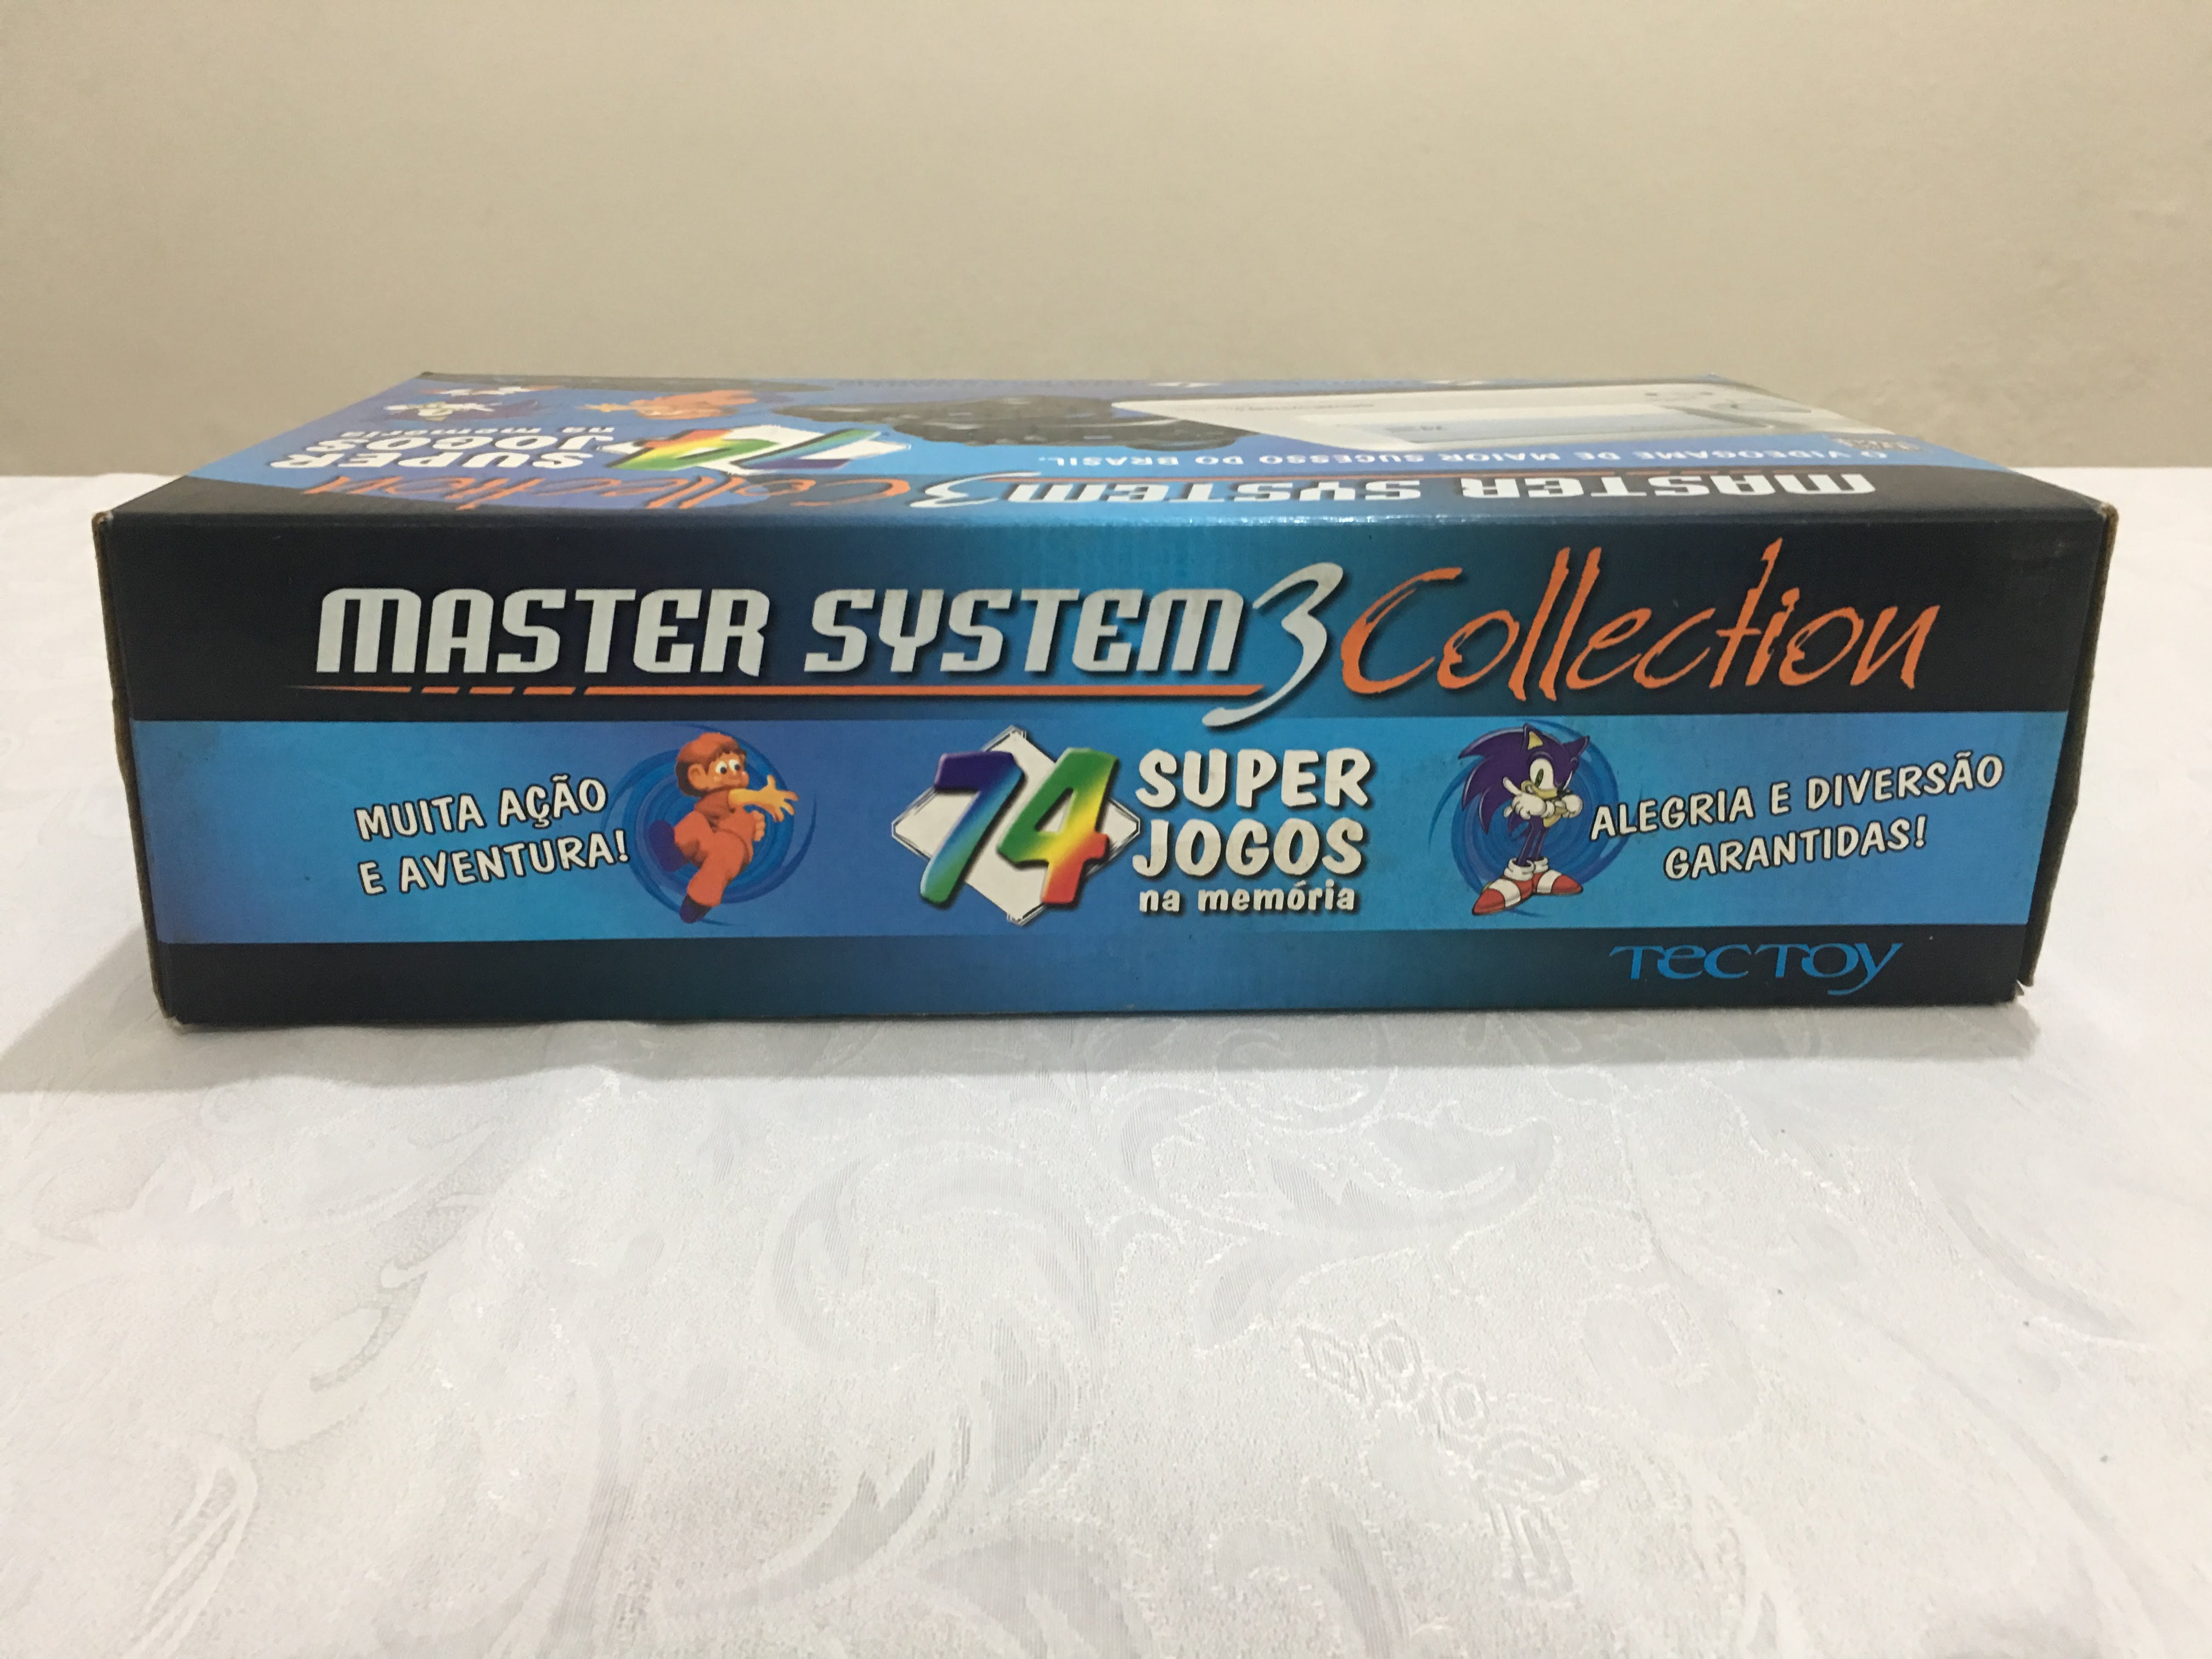 MASTER SYSTEM 3 Collection
O VIDEOGAME DE MAIOR SUCESSO DO BRASIL.
74 SUPER
JOGOS
na memória
MASTER SYSTEM 3 Collection
MUITA AÇÃO
E AVENTURA!
74 SUPER
JOGOS
na memória
ALEGRIA E DIVERSÃO
GARANTIDAS!
TECTOY